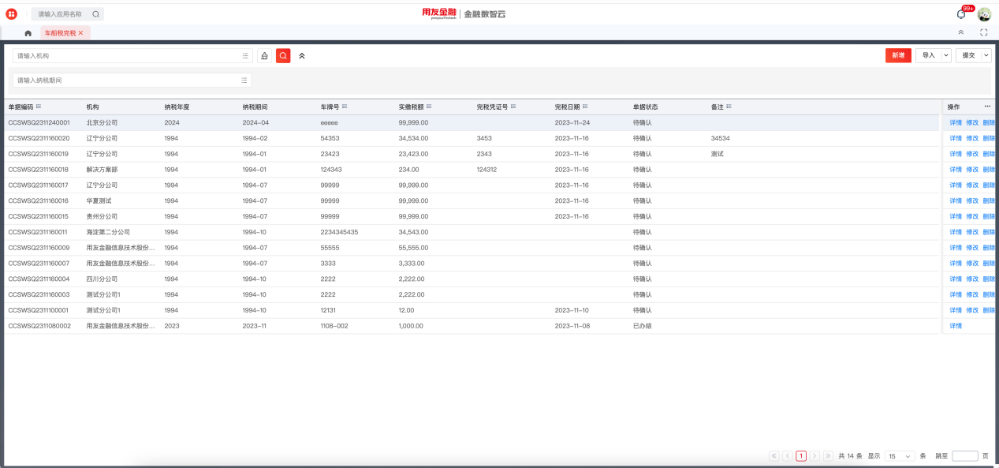 请输入应用名称
用友金融 金融数智云
99+
车船税完税
请输入机构
新增 导入 提交
请输入纳税期间
单据编码 机构 纳税年度 纳税期间 车牌号 实缴税额 完税凭证号 完税日期 单据状态 备注 操作
CCSWSQ2311240001 北京分公司 2024 2024-04 99,999.00 2023-11-24 待确认 详情 修改 删除
CCSWSQ2311160020 辽宁分公司 1994 1994-02 54353 34,534.00 3453 2023-11-16 待确认 34534 详情 修改 删除
CCSWSQ2311160019 辽宁分公司 1994 1994-01 23423 23,423.00 2343 2023-11-16 待确认 测试 详情 修改 删除
CCSWSQ2311160018 解决方案部 1994 1994-01 124343 234.00 124312 2023-11-16 待确认 详情 修改 删除
CCSWSQ2311160017 辽宁分公司 1994 1994-07 99999 99,999.00 2023-11-16 待确认 详情 修改 删除
CCSWSQ2311160016 华夏测试 1994 1994-07 99999 99,999.00 2023-11-16 待确认 详情 修改 删除
CCSWSQ2311160015 贵州分公司 1994 1994-07 99999 99,999.00 2023-11-16 待确认 详情 修改 删除
CCSWSQ2311160011 海淀第二分公司 1994 1994-10 2234345435 34,543.00 待确认 详情 修改 删除
CCSWSQ2311160009 用友金融信息技术股份... 1994 1994-07 55555 55,555.00 待确认 详情 修改 删除
CCSWSQ2311160007 用友金融信息技术股份... 1994 1994-07 3333 3,333.00 待确认 详情 修改 删除
CCSWSQ2311160004 四川分公司 1994 1994-10 2222 2,222.00 待确认 详情 修改 删除
CCSWSQ2311160003 测试分公司1 1994 1994-10 2222 2,222.00 待确认 详情 修改 删除
CCSWSQ2311100001 测试分公司1 1994 1994-10 12131 12.00 2023-11-10 待确认 详情 修改 删除
CCSWSQ2311080002 用友金融信息技术股份... 2023 2023-11 1108-002 1,000.00 2023-11-08 已办结 详情
1 共 14 条 显示 15 条 跳至 页